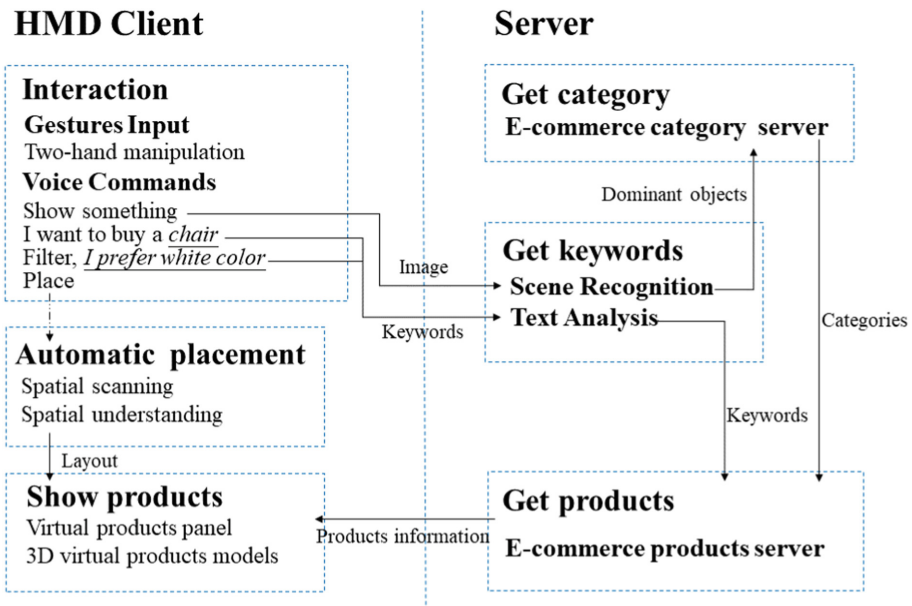 HMD Client
Server
Interaction
Gestures Input
Two-hand manipulation
Voice Commands
Show something
I want to buy a chair
Filter, I prefer white color
Place
Get category
E-commerce category server
Dominant objects
Get keywords
Scene Recognition
Text Analysis
Image
Keywords
Categories
Automatic placement
Spatial scanning
Spatial understanding
Keywords
Layout
Show products
Virtual products panel
3D virtual products models
Products information
Get products
E-commerce products server